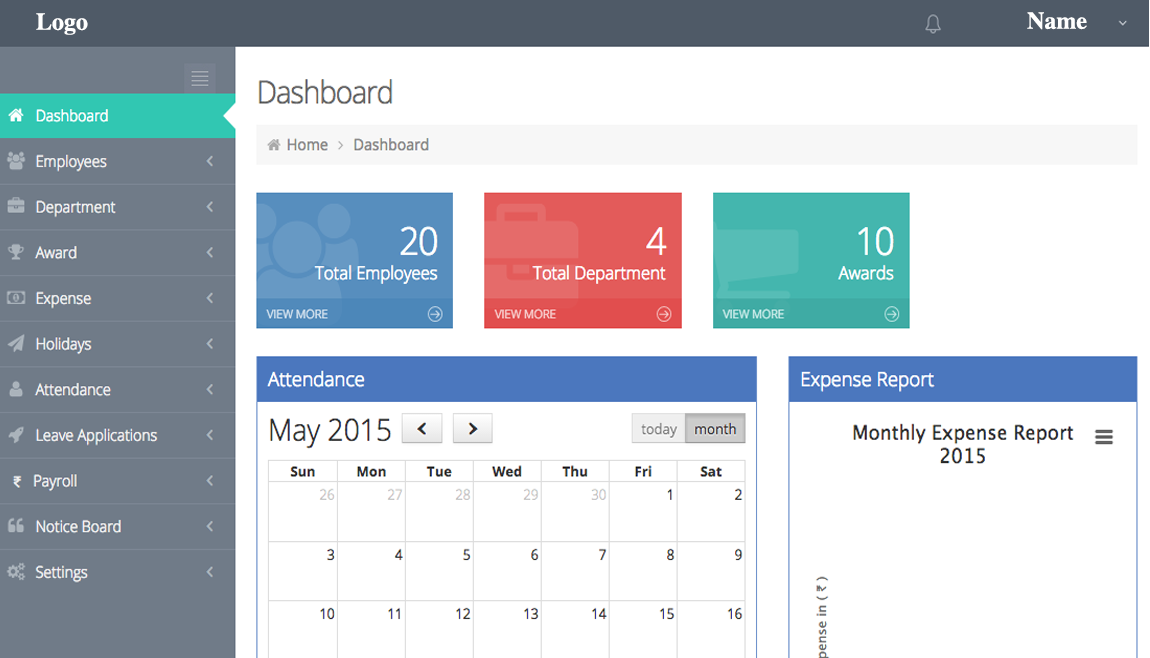 Logo
Name
Dashboard
Employees
Department
Award
Expense
Holidays
Attendance
Leave Applications
₹ Payroll
Notice Board
Settings
Dashboard
Home > Dashboard
20
Total Employees
VIEW MORE
4
Total Department
VIEW MORE
10
Awards
VIEW MORE
Attendance
May 2015
today month
Sun Mon Tue Wed Thu Fri Sat
26 27 28 29 30 1 2
3 4 5 6 7 8 9
10 11 12 13 14 15 16
Expense Report
Monthly Expense Report
2015
pense in ( ₹ )